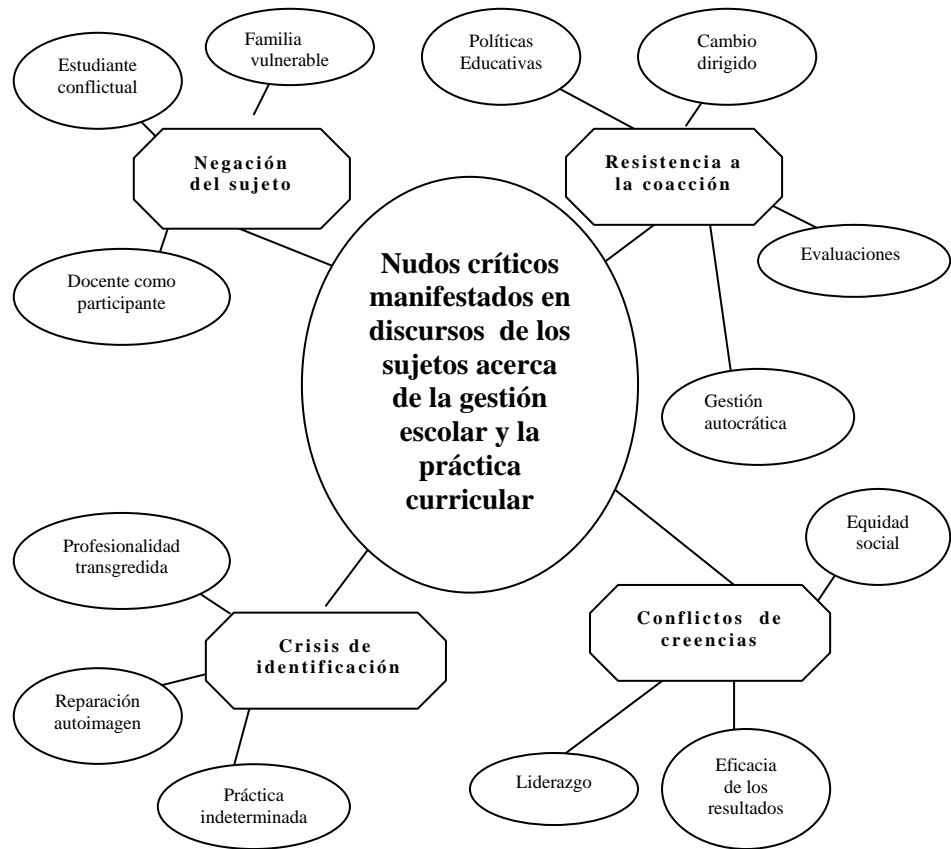 Familia
vulnerable
Estudiante
conflictual
Negación
del sujeto
Docente como
participante
Políticas
Educativas
Cambio
dirigido
Resistencia a
la coacción
Evaluaciones
Gestión
autocrática
Nudos críticos
manifestados en
discursos de los
sujetos acerca
de la gestión
escolar y la
práctica
curricular
Profesionalidad
transgredida
Crisis de
identificación
Reparación
autoimagen
Práctica
indeterminada
Equidad
social
Conflictos de
creencias
Liderazgo
Eficacia
de los
resultados